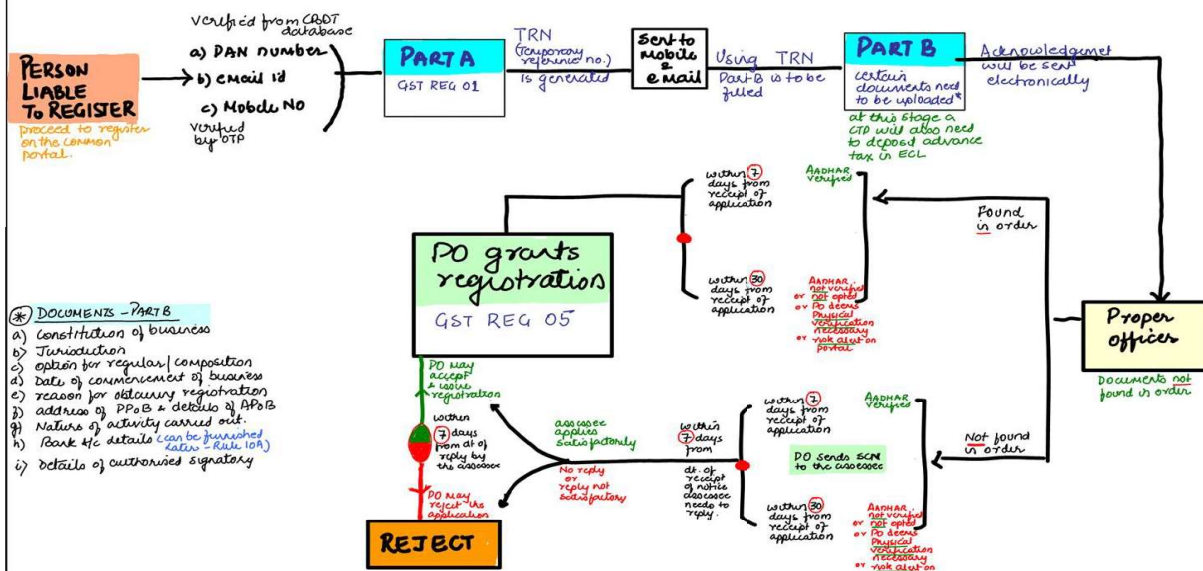 PERSON
LIABLE
TO REGISTER
proceed to register
on the common
portal.
verified from CBDT
database
a) PAN number
b) email id
c) Mobile No
verified
by OTP
PART A
GST REG 01
TRN
(Temporary
reference no.)
is generated
Sent to
Mobile
& email
Using TRN
Part B is to be
filled
PART B
certain
documents need
to be uploaded*
at this stage a
CTP will also need
to deposit advance
tax in ECL
Acknowledgemet
will be sent
electronically
Proper
officer
Documents not
found in order
Found
in order
AADHAR
verified
within 7
days from
receipt of
application
within 30
days from
receipt of
application
AADHAR
not verified
or not opted
or PO deems
Physical
verification
necessary
or risk alert on
portal
PO grants
registration
GST REG 05
Not found
in order
AADHAR
verified
within 7
days from
receipt of
application
PO sends SCN
to the assessee
within 30
days from
receipt of
application
AADHAR
not verified
or not opted
or PO deems
Physical
verification
necessary
or risk alert on
within
7 days
from
dt. of
receipt
of notice
assessee
needs to
reply.
assessee
applies
satisfactorily
No reply
or
reply not
satisfactory
PO may
accept
& issue
registration
within
7 days
from dt of
reply by
the assessee
PO may
reject the
application
REJECT
* DOCUMENTS - PART B
a) Constitution of business
b) Jurisdiction
c) option for regular/composition
d) Date of commencement of business
e) reason for obtaining registration
f) address of PPoB & details of APoB
g) Nature of activity carried out.
h) Bank A/c details (can be furnished
later - Rule 10A)
i) Details of authorised signatory